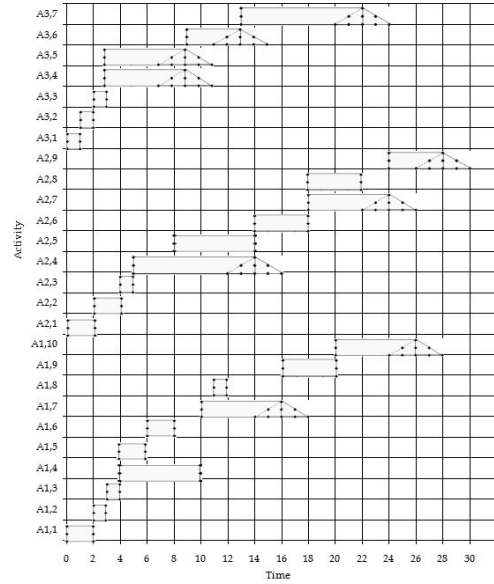 A3,7
A3,6
A3,5
A3,4
A3,3
A3,2
A3,1
A2,9
A2,8
A2,7
A2,6
A2,5
A2,4
A2,3
A2,2
A2,1
A1,10
A1,9
A1,8
A1,7
A1,6
A1,5
A1,4
A1,3
A1,2
A1,1
Activity
0 2 4 6 8 10 12 14 16 18 20 22 24 26 28 30
Time